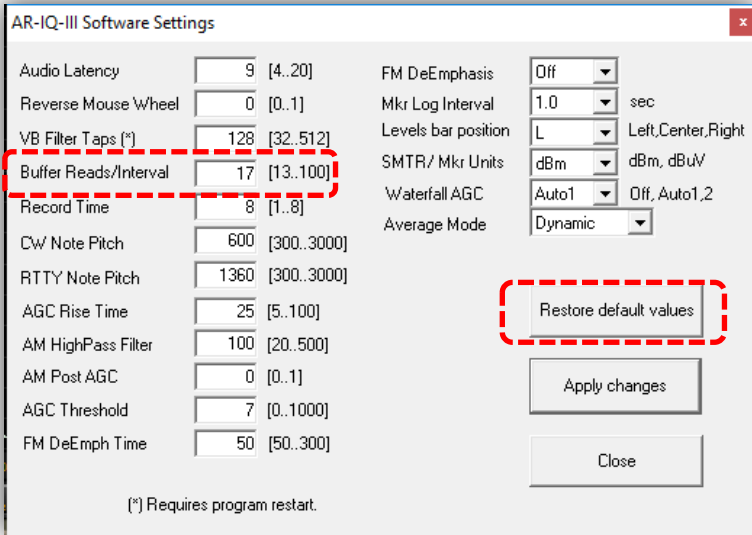 AR-IQ-III Software Settings
x
Audio Latency 9 [4..20]
Reverse Mouse Wheel 0 [0..1]
VB Filter Taps (*) 128 [32..512]
Buffer Reads/Interval 17 [13..100]
Record Time 8 [1..8]
CW Note Pitch 600 [300..3000]
RTTY Note Pitch 1360 [300..3000]
AGC Rise Time 25 [5..100]
AM HighPass Filter 100 [20..500]
AM Post AGC 0 [0..1]
AGC Threshold 7 [0..1000]
FM DeEmph Time 50 [50..300]
(*) Requires program restart.
FM DeEmphasis Off
Mkr Log Interval 1.0 sec
Levels bar position L Left,Center,Right
SMTR/ Mkr Units dBm dBm, dBuV
Waterfall AGC Auto1 Off, Auto1,2
Average Mode Dynamic
Restore default values
Apply changes
Close